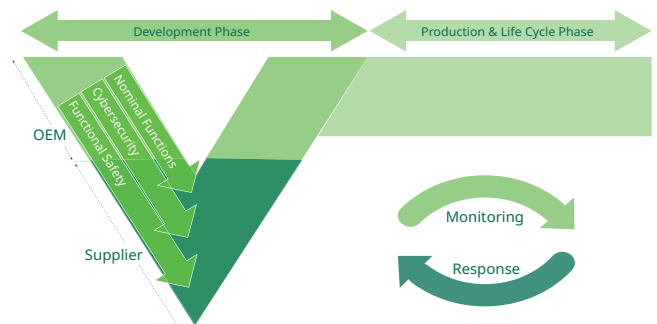 Development Phase
Production & Life Cycle Phase
Nominal Functions
Cybersecurity
Functional Safety
OEM
Supplier
Monitoring
Response